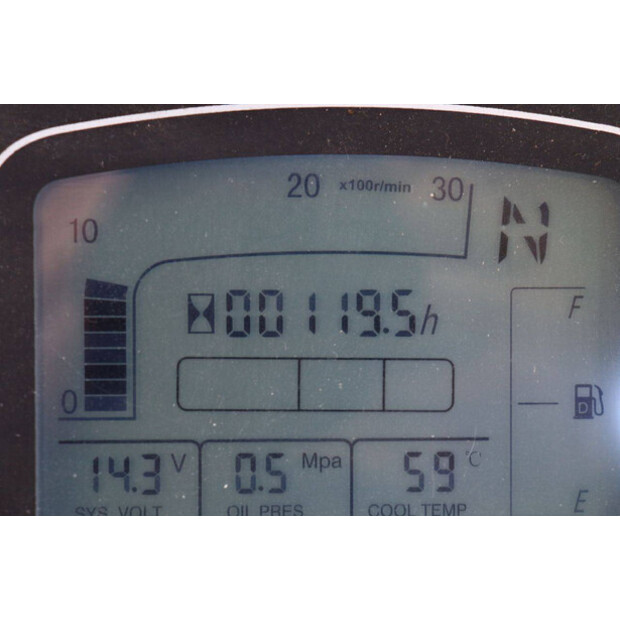 20 x100r/min 30
N
10
00119.5h
F
0
D
14.3 V 0.5 Mpa 59 °C
SYS. VOLT OIL PRES COOL TEMP
E